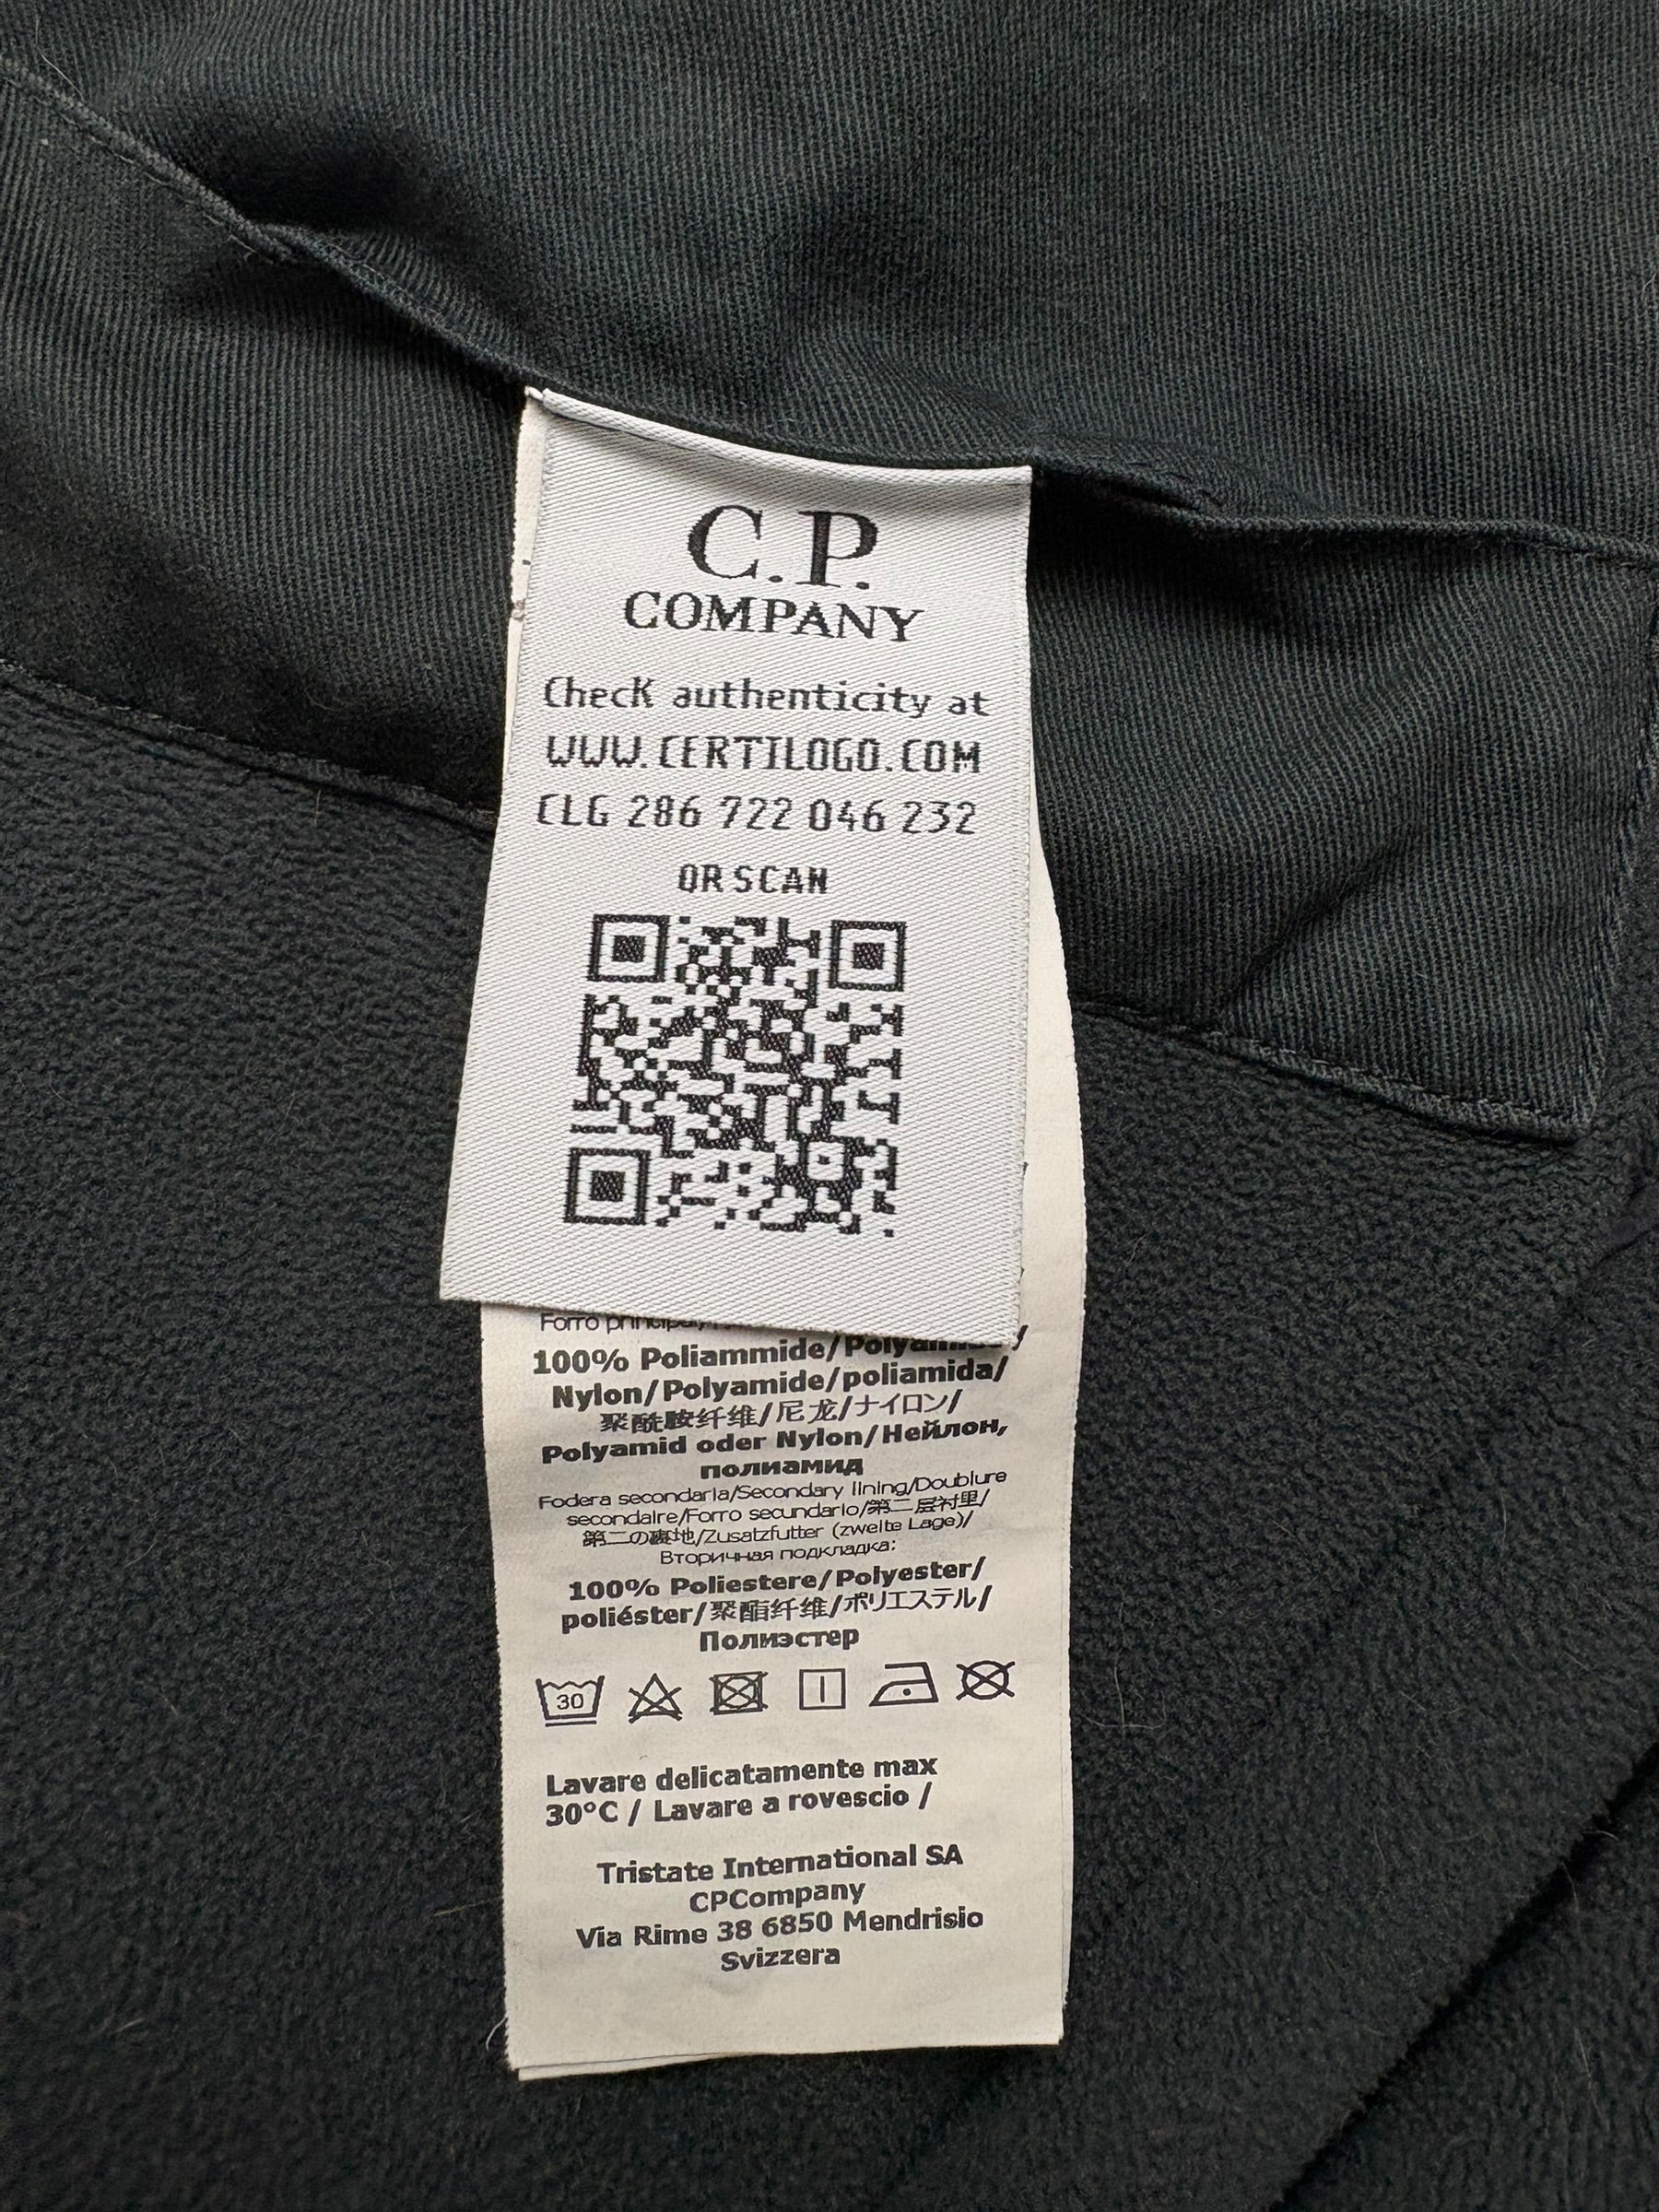 C.P.
COMPANY
ChecK authenticity at
WWW.CERTILOGO.COM
CLG 286 722 046 232
QR SCAN
Forro
100% Poliammide/
Nylon/Polyamide/poliamida/
聚酰胺纤维/尼龙/ナイロン/
Polyamid oder Nylon/Нейлон,
полиамид
Fodera secondaria/Secondary lining/Doublure
secondaire/Forro secundario/第二层衬里/
第二の裏地/Zusatzfutter (zweite Lage)/
Вторичная подкладка:
100% Poliestere/Polyester/
poliéster/聚酯纤维/ポリエステル/
Полиэстер
30
Lavare delicatamente max
30°C / Lavare a rovescio /
Tristate International SA
CPCompany
Via Rime 38 6850 Mendrisio
Svizzera